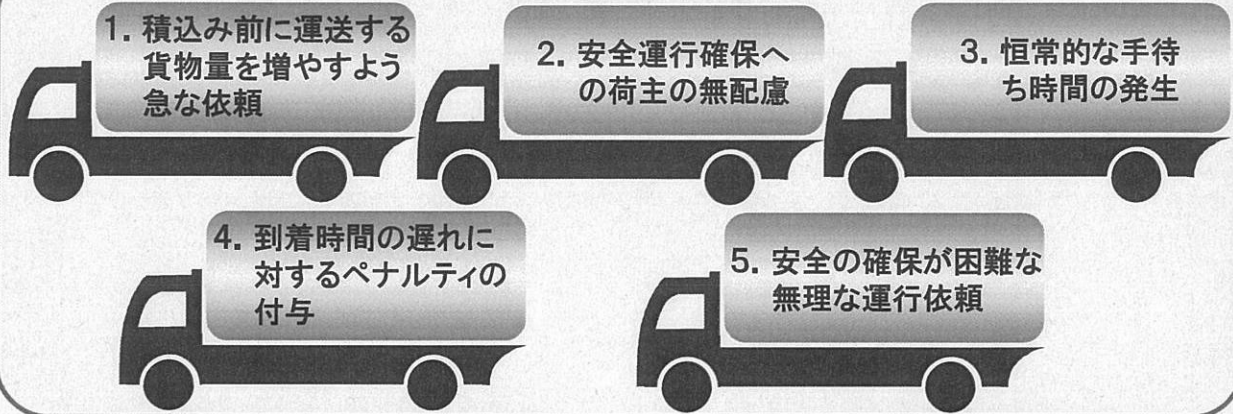 1. 積込み前に運送する
貨物量を増やすよう
急な依頼
2. 安全運行確保へ
の荷主の無配慮
3. 恒常的な手待
ち時間の発生
4. 到着時間の遅れに
対するペナルティの
付与
5. 安全の確保が困難な
無理な運行依頼